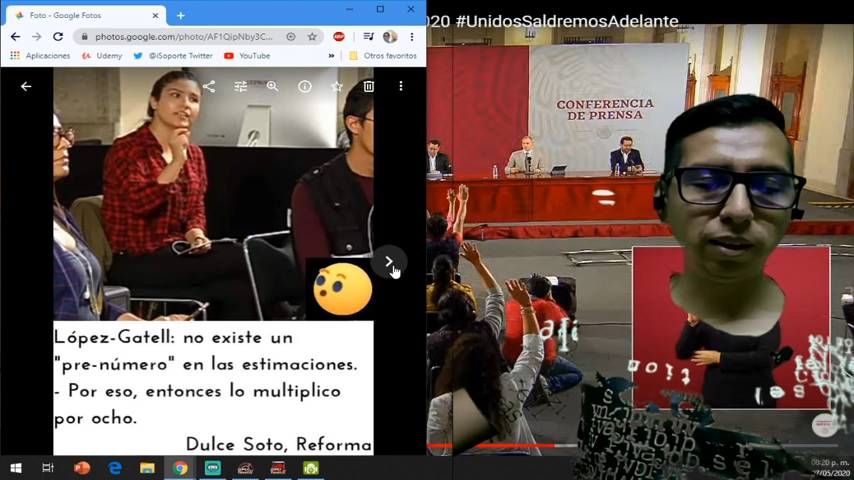 Foto - Google Fotos
photos.google.com/photo/AF1QipNby3C...
Aplicaciones
Udemy
@iSoporte Twitter
YouTube
»
Otros favoritos
López-Gatell: no existe un
"pre-número" en las estimaciones.
- Por eso, entonces lo multiplico
por ocho.
Dulce Soto, Reforma
020 #UnidosSaldremosAdelante
CONFERENCIA
DE PRENSA
08:20 p. m.